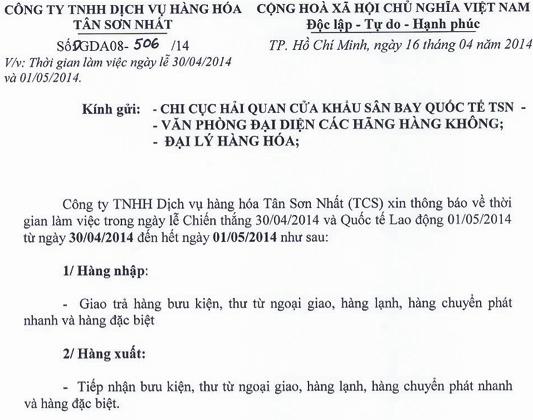 CÔNG TY TNHH DỊCH VỤ HÀNG HÓA
TÂN SƠN NHẤT
CỘNG HOÀ XÃ HỘI CHỦ NGHĨA VIỆT NAM
Độc lập - Tự do - Hạnh phúc
GDA08- 506 /14
TP. Hồ Chí Minh, ngày 16 tháng 04 năm 2014
V/v: Thời gian làm việc ngày lễ 30/04/2014
và 01/05/2014.
Kính gửi: - CHI CỤC HẢI QUAN CỬA KHẨU SÂN BAY QUỐC TẾ TSN -
- VĂN PHÒNG ĐẠI DIỆN CÁC HÃNG HÀNG KHÔNG;
- ĐẠI LÝ HÀNG HÓA;
Công ty TNHH Dịch vụ hàng hóa Tân Sơn Nhất (TCS) xin thông báo về thời
gian làm việc trong ngày lễ Chiến thắng 30/04/2014 và Quốc tế Lao động 01/05/2014
từ ngày 30/04/2014 đến hết ngày 01/05/2014 như sau:
1/ Hàng nhập:
- Giao trả hàng bưu kiện, thư từ ngoại giao, hàng lạnh, hàng chuyển phát
nhanh và hàng đặc biệt
2/ Hàng xuất:
- Tiếp nhận bưu kiện, thư từ ngoại giao, hàng lạnh, hàng chuyển phát nhanh
và hàng đặc biệt.